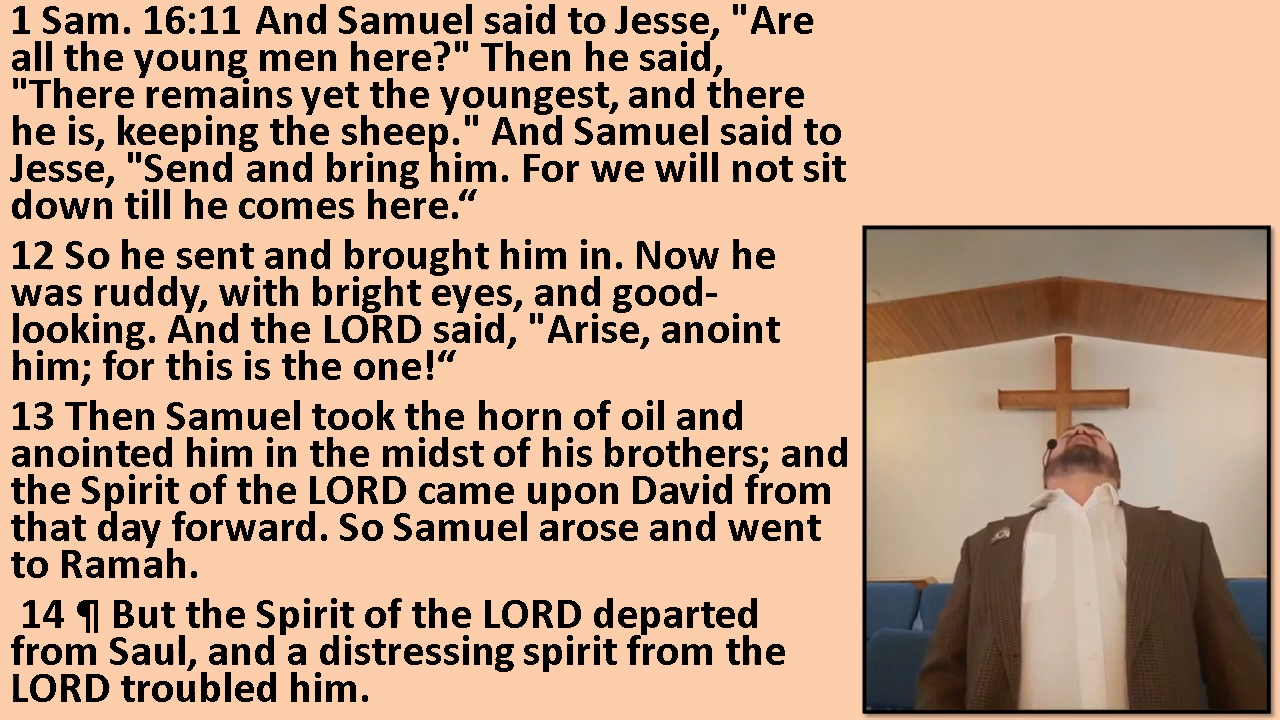 1 Sam. 16:11 And Samuel said to Jesse, "Are
all the young men here?" Then he said,
"There remains yet the youngest, and there
he is, keeping the sheep." And Samuel said to
Jesse, "Send and bring him. For we will not sit
down till he comes here.“
12 So he sent and brought him in. Now he
was ruddy, with bright eyes, and good-
looking. And the LORD said, "Arise, anoint
him; for this is the one!“
13 Then Samuel took the horn of oil and
anointed him in the midst of his brothers; and
the Spirit of the LORD came upon David from
that day forward. So Samuel arose and went
to Ramah.
14 ¶ But the Spirit of the LORD departed
from Saul, and a distressing spirit from the
LORD troubled him.